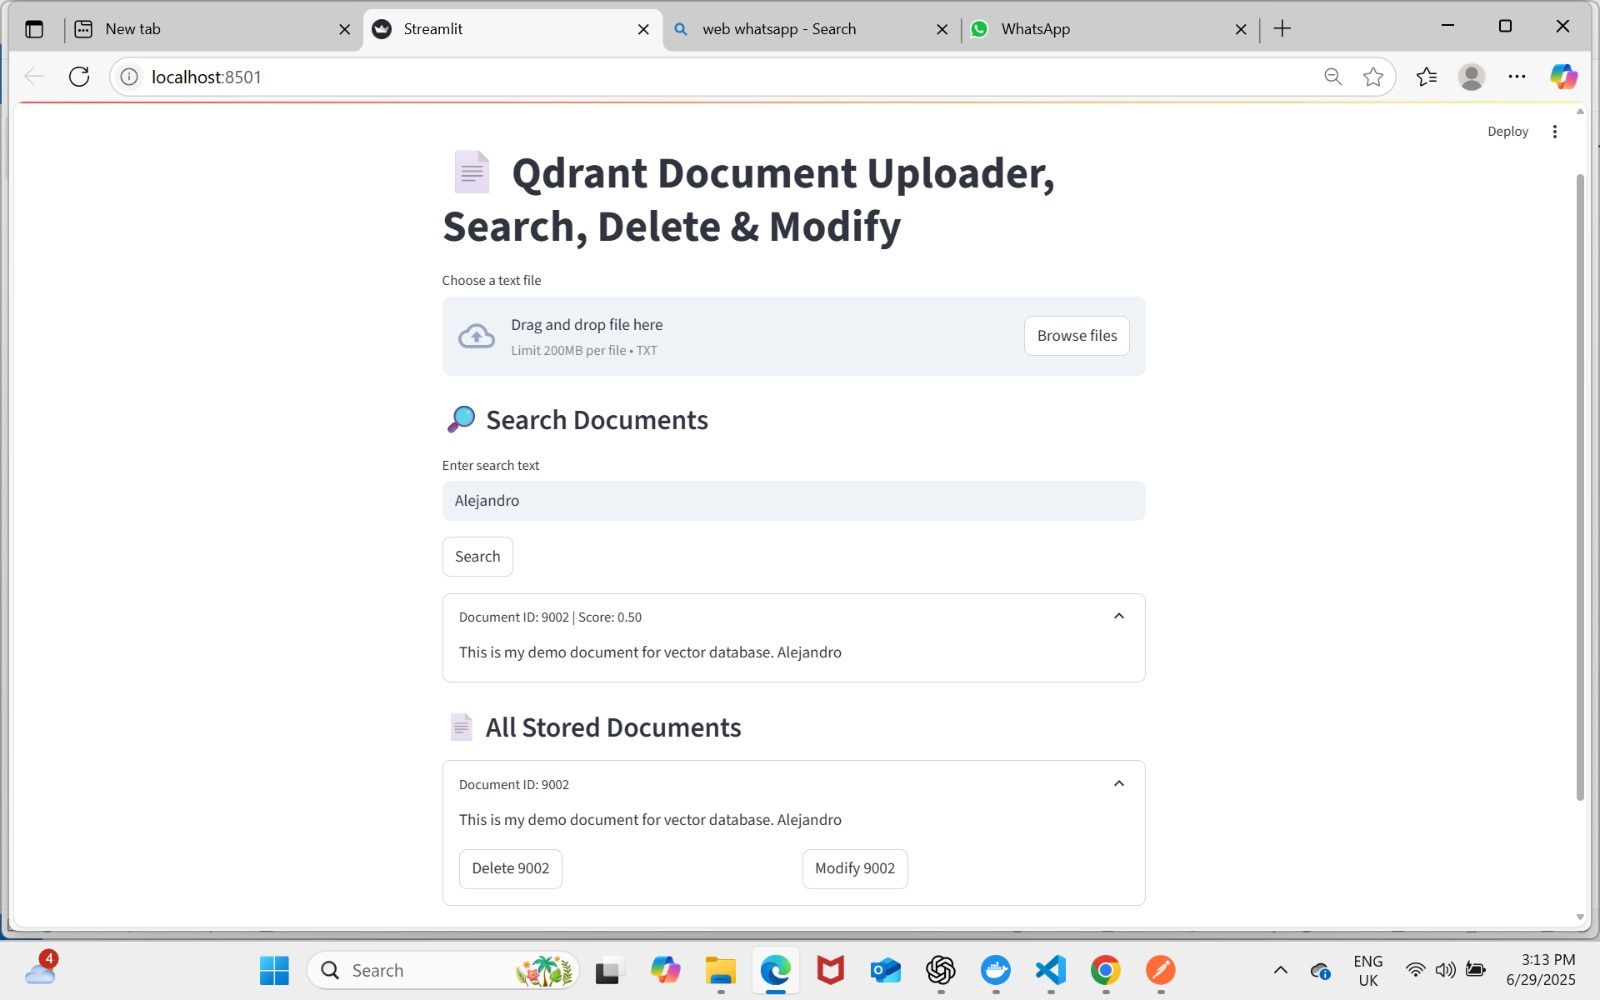 New tab
Streamlit
web whatsapp - Search
WhatsApp
localhost:8501
Deploy
Qdrant Document Uploader,
Search, Delete & Modify
Choose a text file
Drag and drop file here
Limit 200MB per file • TXT
Browse files
Search Documents
Enter search text
Alejandro
Search
Document ID: 9002 | Score: 0.50
This is my demo document for vector database. Alejandro
All Stored Documents
Document ID: 9002
This is my demo document for vector database. Alejandro
Delete 9002
Modify 9002
4
Search
ENG
UK
3:13 PM
6/29/2025